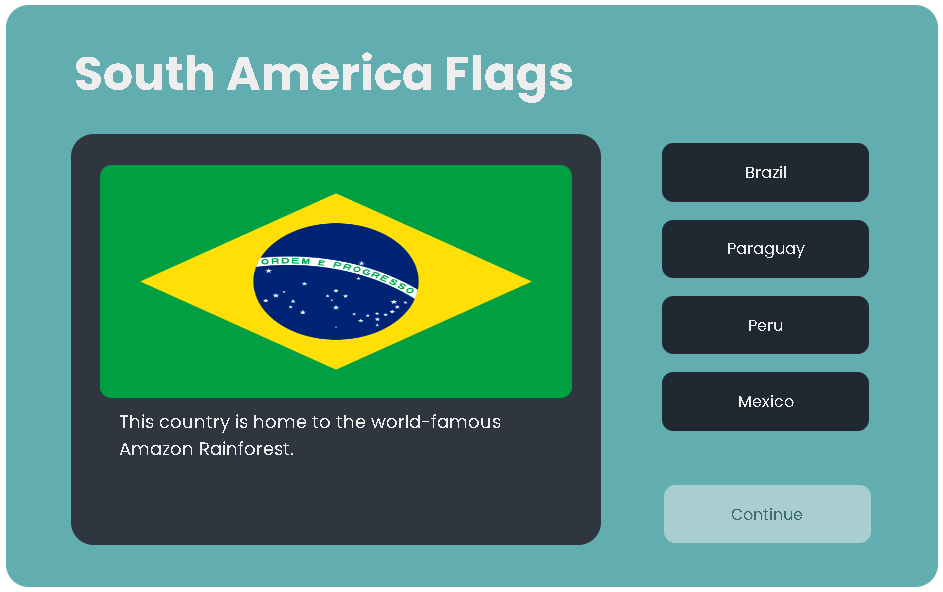 South America Flags
ORDEM E PROGRESSO
This country is home to the world-famous
Amazon Rainforest.
Brazil
Paraguay
Peru
Mexico
Continue